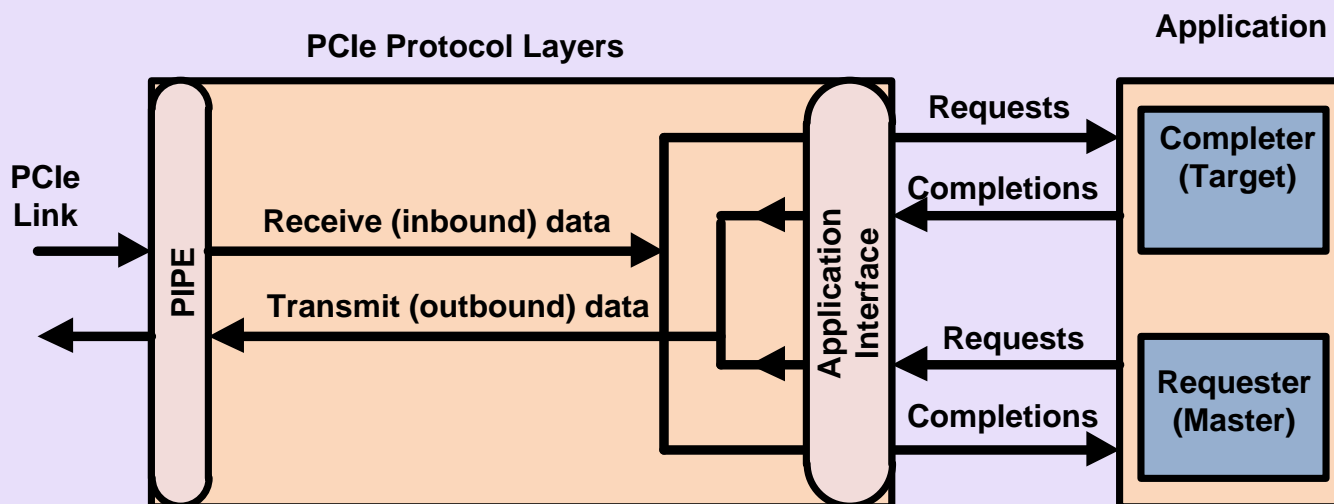 PCIe Protocol Layers
Application
PCIe
Link
PIPE
Receive (inbound) data
Transmit (outbound) data
Application
Interface
Requests
Completions
Requests
Completions
Completer
(Target)
Requester
(Master)